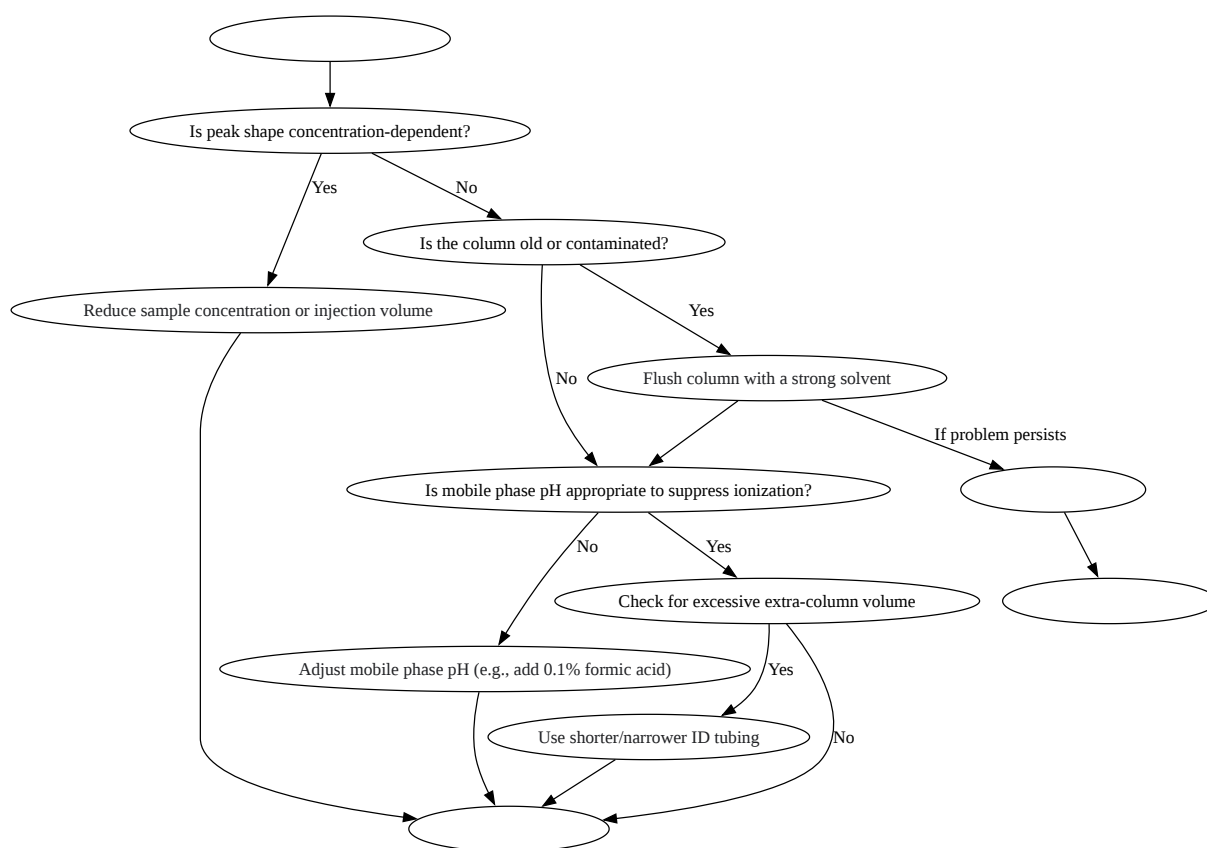 Is peak shape concentration-dependent?
Yes
No
Is the column old or contaminated?
Reduce sample concentration or injection volume
Yes
No
Flush column with a strong solvent
If problem persists
Is mobile phase pH appropriate to suppress ionization?
No
Yes
Check for excessive extra-column volume
Adjust mobile phase pH (e.g., add 0.1% formic acid)
Yes
Use shorter/narrower ID tubing
No